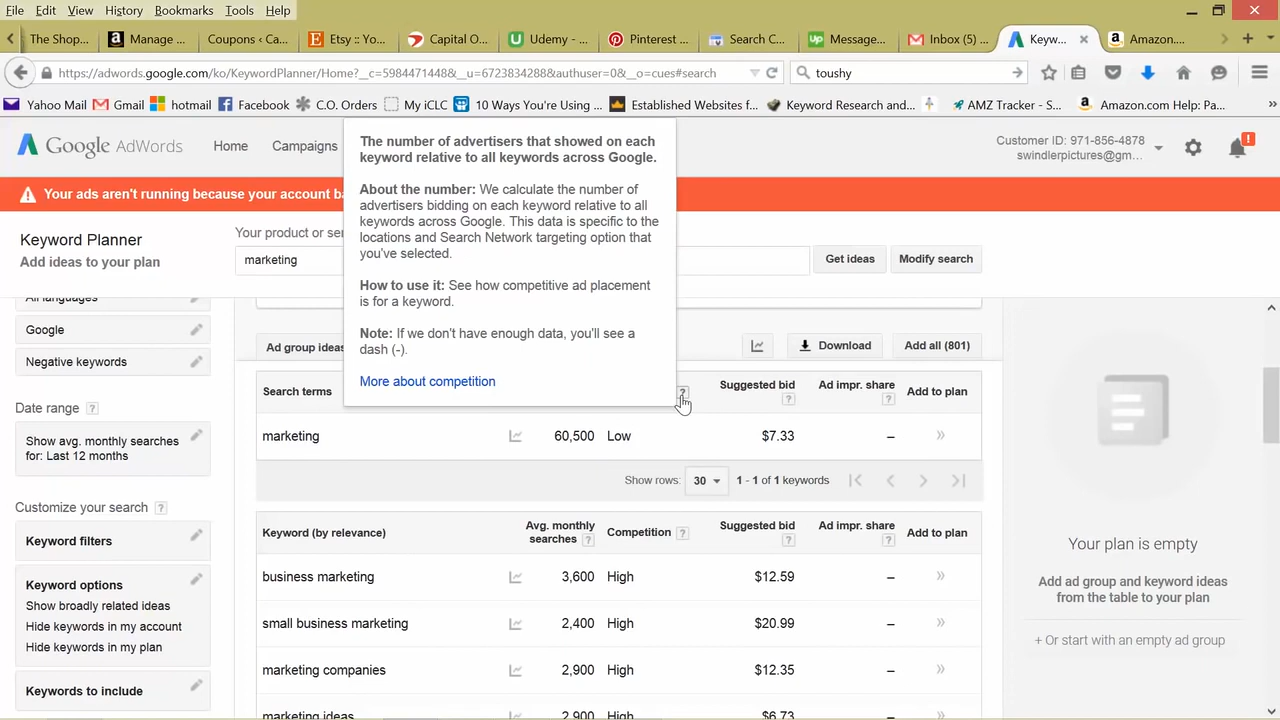 File Edit View History Bookmarks Tools Help
The Shop... Manage ... Coupons ‹ Ca... Etsy :: Yo... Capital O... Udemy - ... Pinterest ... Search C... Message... Inbox (5) ... Keyw... Amazon....
https://adwords.google.com/ko/KeywordPlanner/Home?__c=5984471448&__u=6723834288&authuser=0&__o=cues#search toushy
Yahoo Mail Gmail hotmail Facebook C.O. Orders My iCLC 10 Ways You're Using ... Established Websites f... Keyword Research and... AMZ Tracker - S... Amazon.com Help: Pa...
Google AdWords Home Campaigns
Customer ID: 971-856-4878
swindlerpictures@gm...
Your ads aren't running because your account ba
The number of advertisers that showed on each
keyword relative to all keywords across Google.
About the number: We calculate the number of
advertisers bidding on each keyword relative to all
keywords across Google. This data is specific to the
locations and Search Network targeting option that
you've selected.
How to use it: See how competitive ad placement
is for a keyword.
Note: If we don't have enough data, you'll see a
dash (-).
More about competition
Keyword Planner
Add ideas to your plan
Your product or ser
marketing
Get ideas Modify search
All languages
Google
Negative keywords
Date range ?
Show avg. monthly searches
for: Last 12 months
Customize your search ?
Keyword filters
Keyword options
Show broadly related ideas
Hide keywords in my account
Hide keywords in my plan
Keywords to include
Ad group ideas
Download Add all (801)
Search terms ? Suggested bid ? Ad impr. share ? Add to plan
marketing 60,500 Low $7.33 – »
Show rows: 30 1 - 1 of 1 keywords
Keyword (by relevance) Avg. monthly searches ? Competition ? Suggested bid ? Ad impr. share ? Add to plan
business marketing 3,600 High $12.59 – »
small business marketing 2,400 High $20.99 – »
marketing companies 2,900 High $12.35 – »
marketing ideas 2,900 High $6.73 – »
Your plan is empty
Add ad group and keyword ideas
from the table to your plan
+ Or start with an empty ad group